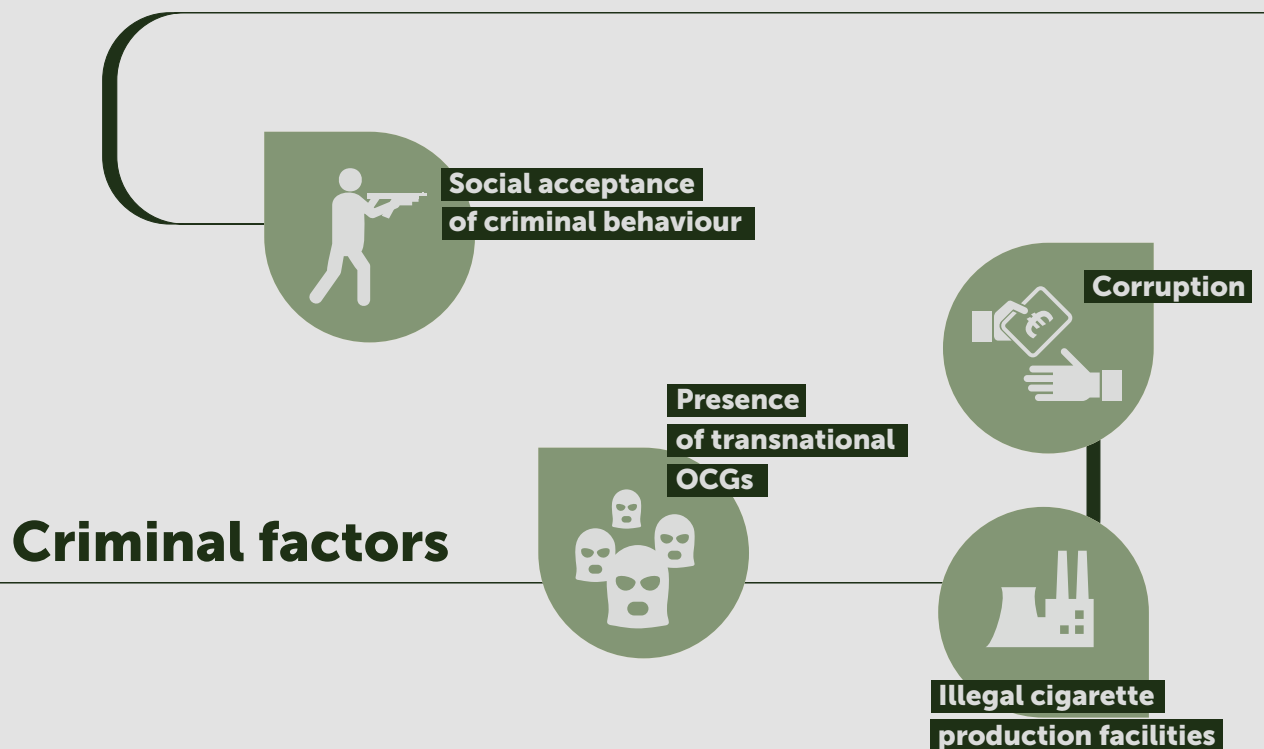 Social acceptance
of criminal behaviour
Corruption
Presence
of transnational
OCGs
Criminal factors
Illegal cigarette
production facilities